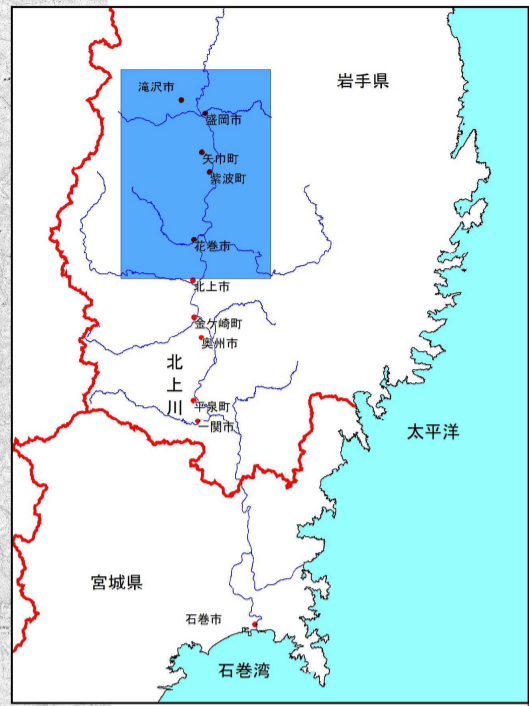 岩手県
滝沢市
盛岡市
矢巾町
紫波町
花巻市
北上市
金ケ崎町
奥州市
北上川
平泉町
一関市
太平洋
宮城県
石巻市
石巻湾